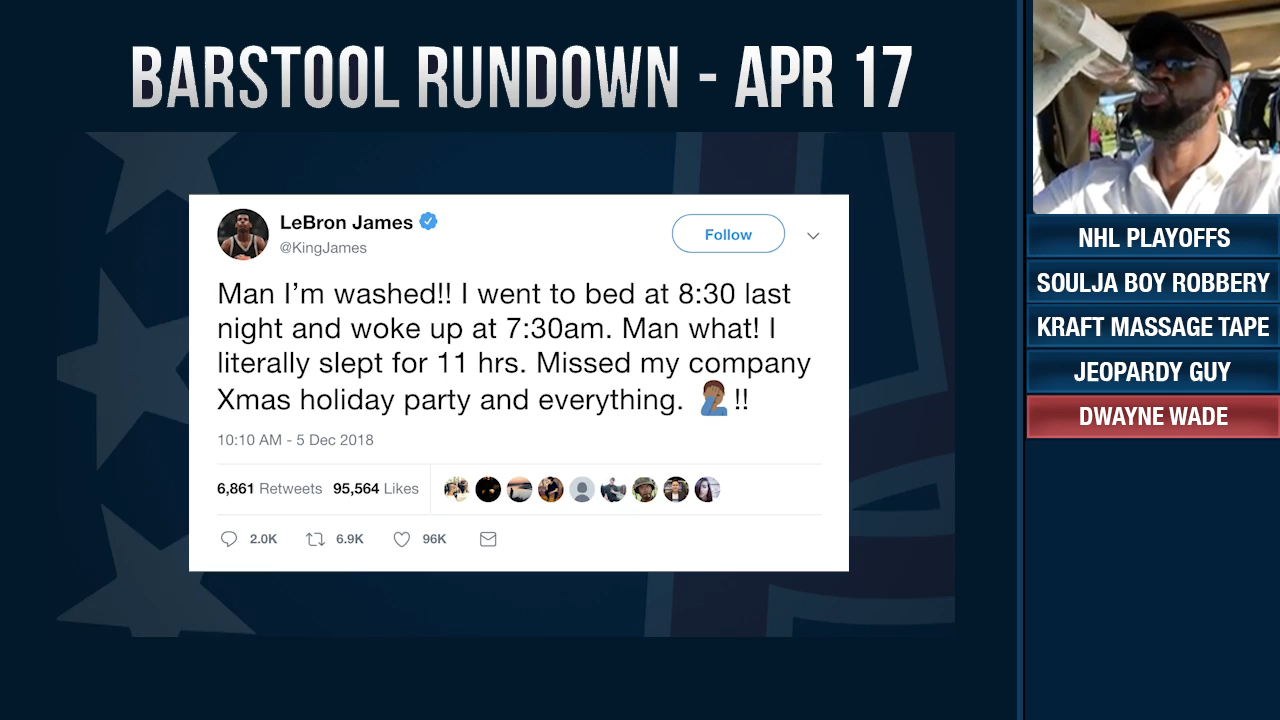 BARSTOOL RUNDOWN - APR 17
LeBron James
@KingJames
Follow
Man I’m washed!! I went to bed at 8:30 last
night and woke up at 7:30am. Man what! I
literally slept for 11 hrs. Missed my company
Xmas holiday party and everything. 🤦🏾‍♂️ !!
10:10 AM - 5 Dec 2018
6,861 Retweets 95,564 Likes
2.0K 6.9K 96K
NHL PLAYOFFS
SOULJA BOY ROBBERY
KRAFT MASSAGE TAPE
JEOPARDY GUY
DWAYNE WADE